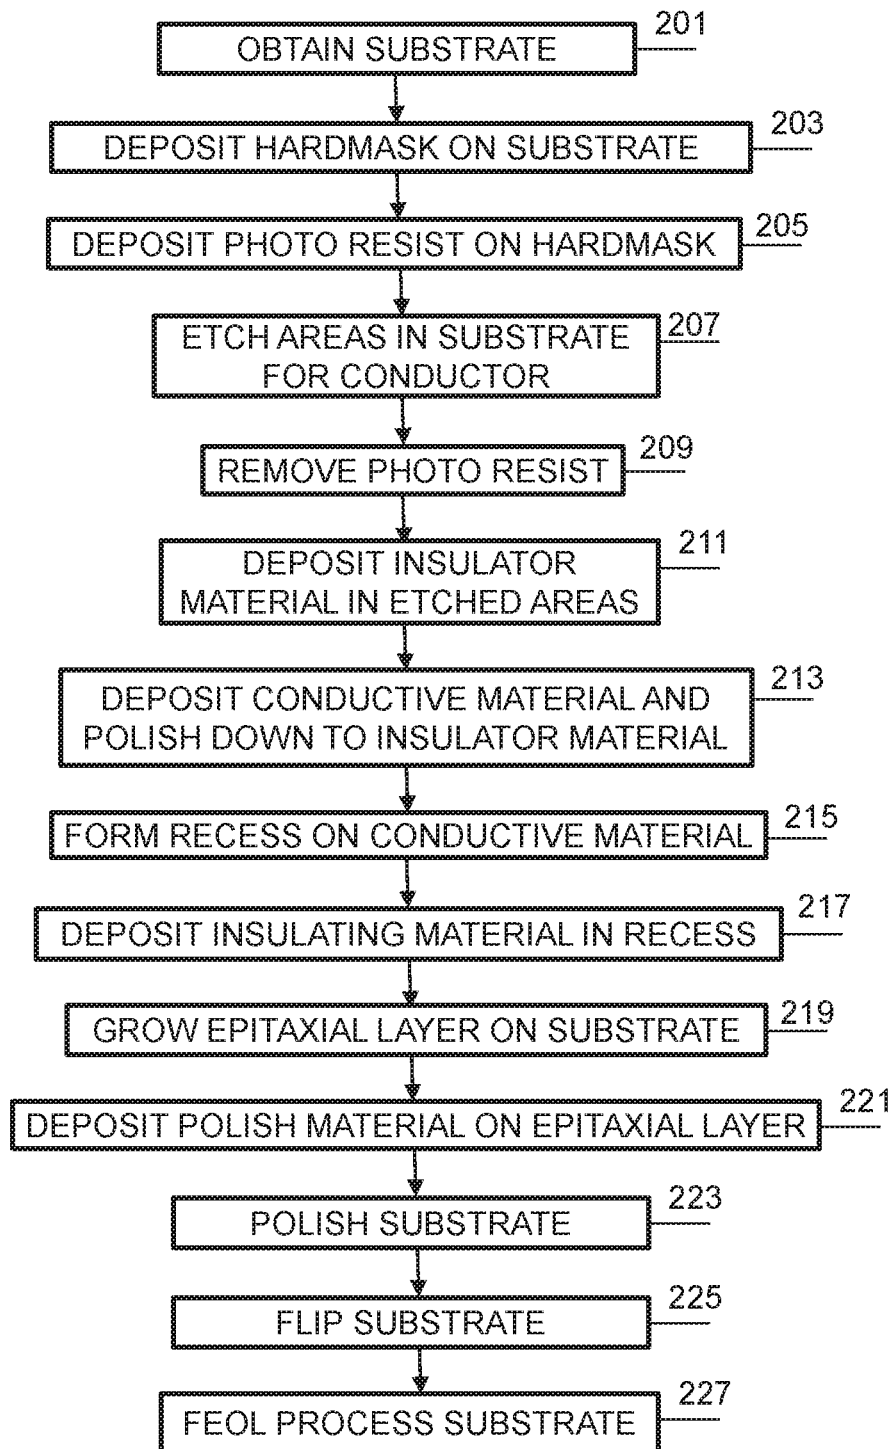 201
OBTAIN SUBSTRATE
203
DEPOSIT HARDMASK ON SUBSTRATE
205
DEPOSIT PHOTO RESIST ON HARDMASK
207
ETCH AREAS IN SUBSTRATE
FOR CONDUCTOR
209
REMOVE PHOTO RESIST
211
DEPOSIT INSULATOR
MATERIAL IN ETCHED AREAS
213
DEPOSIT CONDUCTIVE MATERIAL AND
POLISH DOWN TO INSULATOR MATERIAL
215
FORM RECESS ON CONDUCTIVE MATERIAL
217
DEPOSIT INSULATING MATERIAL IN RECESS
219
GROW EPITAXIAL LAYER ON SUBSTRATE
221
DEPOSIT POLISH MATERIAL ON EPITAXIAL LAYER
223
POLISH SUBSTRATE
225
FLIP SUBSTRATE
227
FEOL PROCESS SUBSTRATE